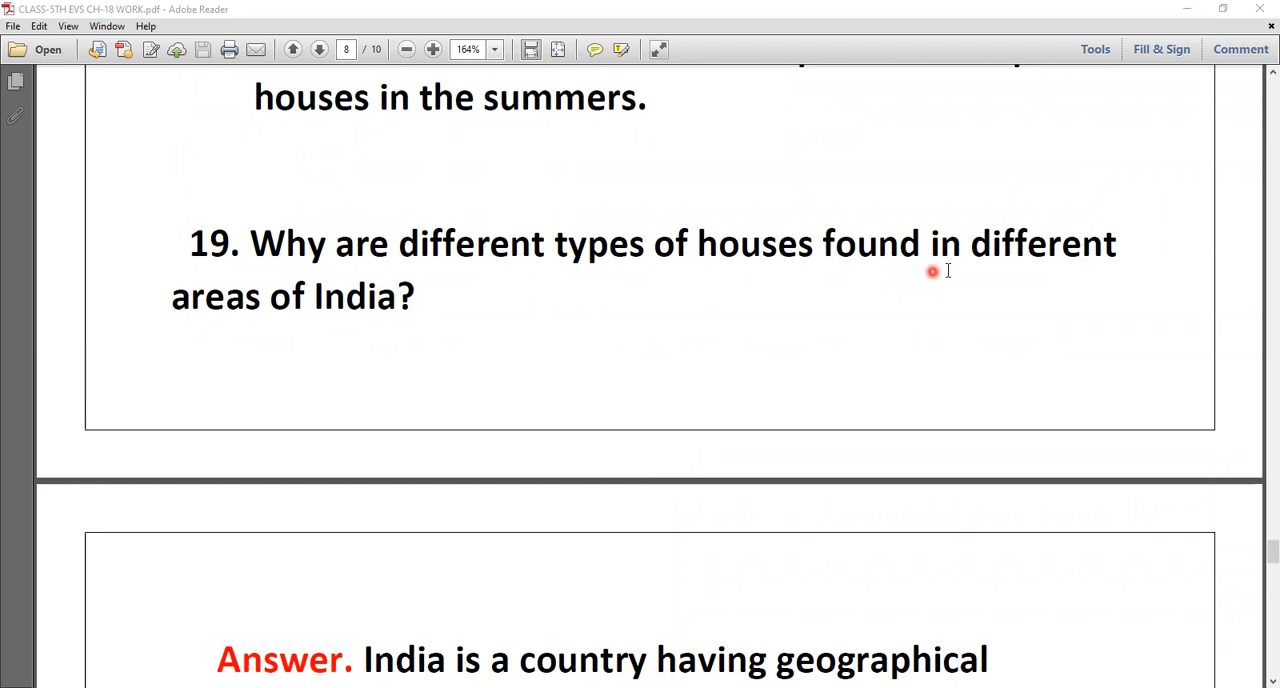 CLASS-5TH EVS CH-18 WORK.pdf - Adobe Reader
File Edit View Window Help
Open 8 / 10 164% Tools Fill & Sign Comment
houses in the summers.
19. Why are different types of houses found in different
areas of India?
Answer. India is a country having geographical